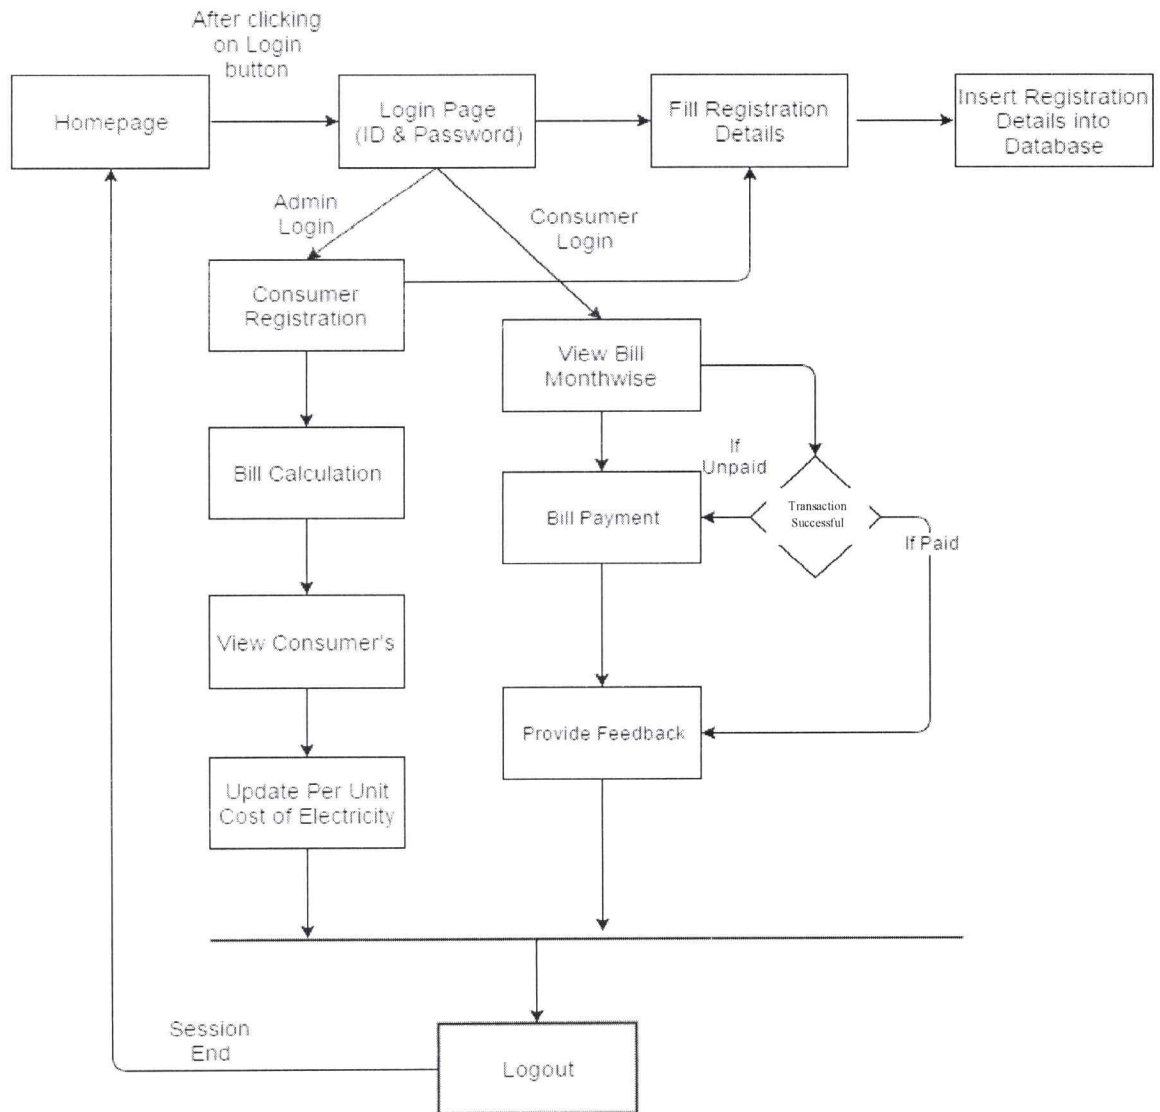 After clicking
on Login
button
Homepage
Login Page
(ID & Password)
Fill Registration
Details
Insert Registration
Details into
Database
Admin
Login
Consumer
Login
Consumer
Registration
View Bill
Monthwise
If
Unpaid
Bill Calculation
Bill Payment
Transaction
Successful
If Paid
View Consumer's
Provide Feedback
Update Per Unit
Cost of Electricity
Session
End
Logout